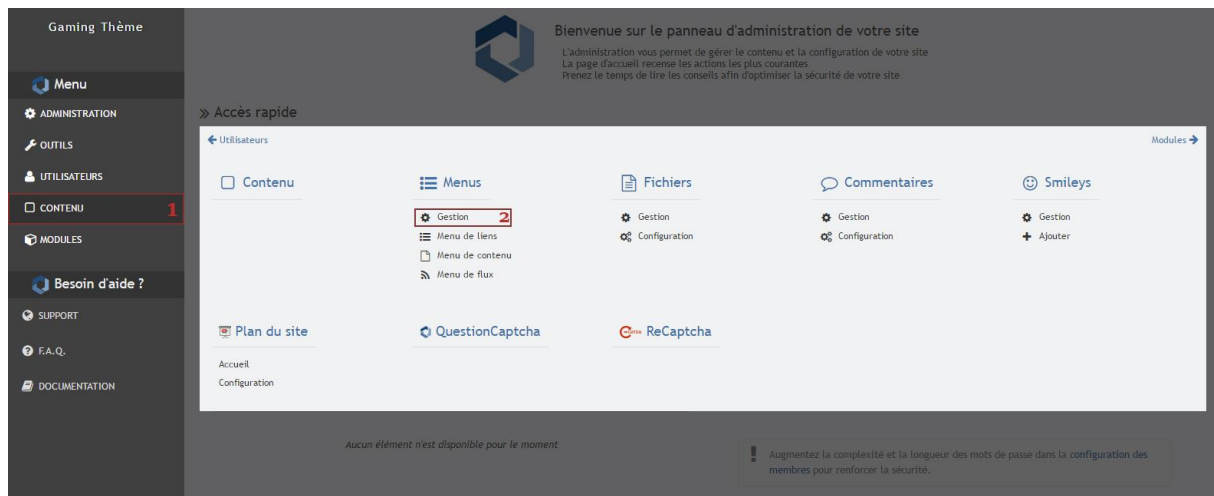 Gaming Thème
Menu
ADMINISTRATION
OUTILS
UTILISATEURS
CONTENU 1
MODULES
Besoin d'aide ?
SUPPORT
F.A.Q.
DOCUMENTATION
Bienvenue sur le panneau d'administration de votre site
L'administration vous permet de gérer le contenu et la configuration de votre site
La page d'accueil recense les actions les plus courantes
Prenez le temps de lire les conseils afin d'optimiser la sécurité de votre site
Accès rapide
Utilisateurs
Modules
Contenu
Menus
Gestion 2
Menu de liens
Menu de contenu
Menu de flux
Fichiers
Gestion
Configuration
Commentaires
Gestion
Configuration
Smileys
Gestion
Ajouter
Plan du site
Accueil
Configuration
QuestionCaptcha
ReCaptcha
Aucun élément n'est disponible pour le moment
Augmentez la complexité et la longueur des mots de passe dans la configuration des
membres pour renforcer la sécurité.